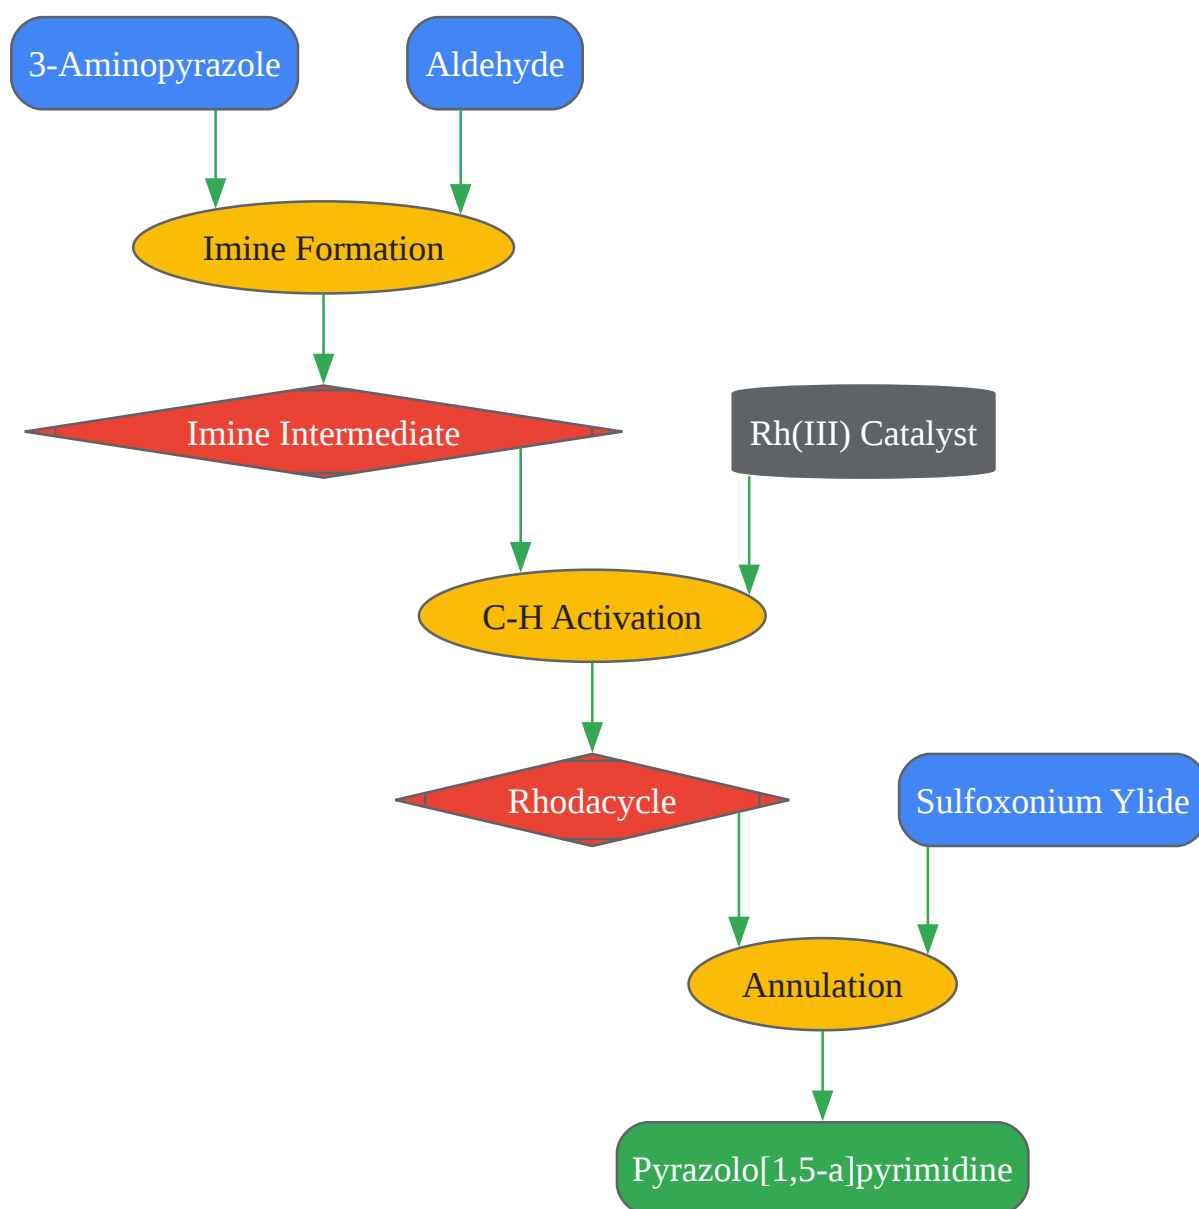 3-Aminopyrazole
Aldehyde
Imine Formation
Imine Intermediate
Rh(III) Catalyst
C-H Activation
Rhodacycle
Sulfoxonium Ylide
Annulation
Pyrazolo[1,5-a]pyrimidine